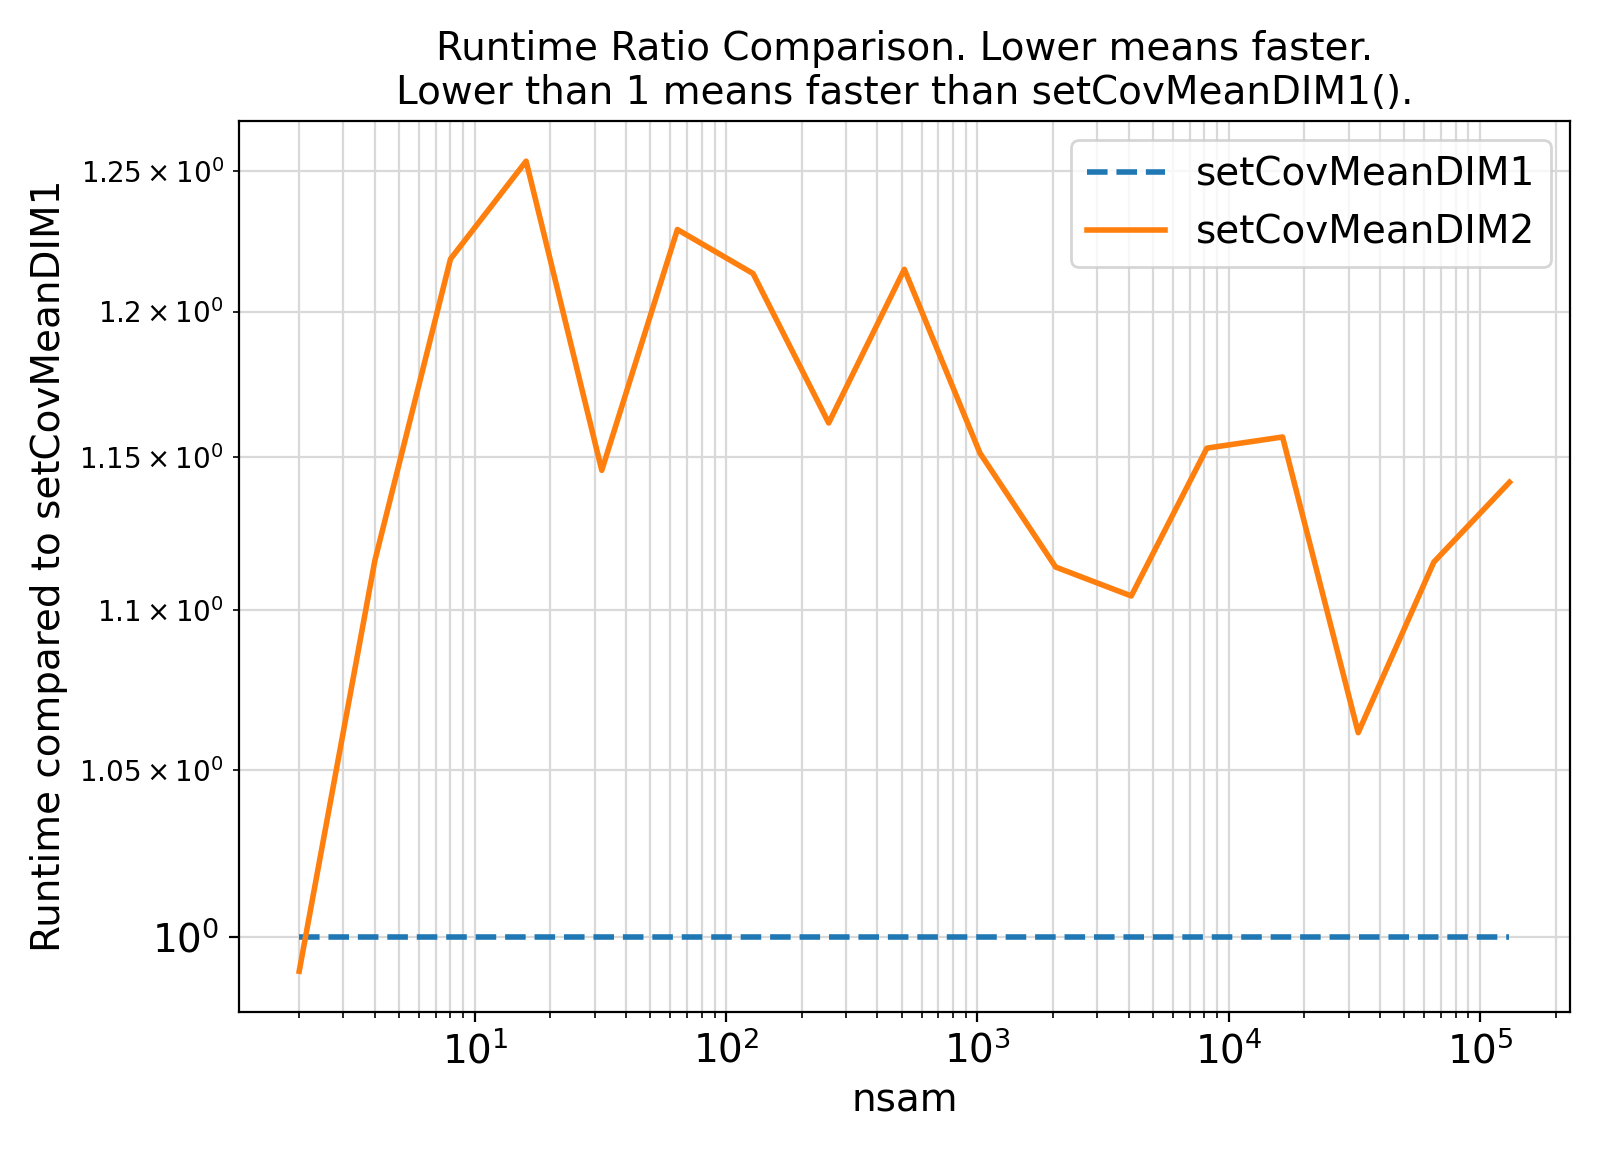 Runtime Ratio Comparison. Lower means faster.
Lower than 1 means faster than setCovMeanDIM1().
Runtime compared to setCovMeanDIM1
1.25 × 10⁰
1.2 × 10⁰
1.15 × 10⁰
1.1 × 10⁰
1.05 × 10⁰
10⁰
setCovMeanDIM1
setCovMeanDIM2
10¹ 10² 10³ 10⁴ 10⁵
nsam